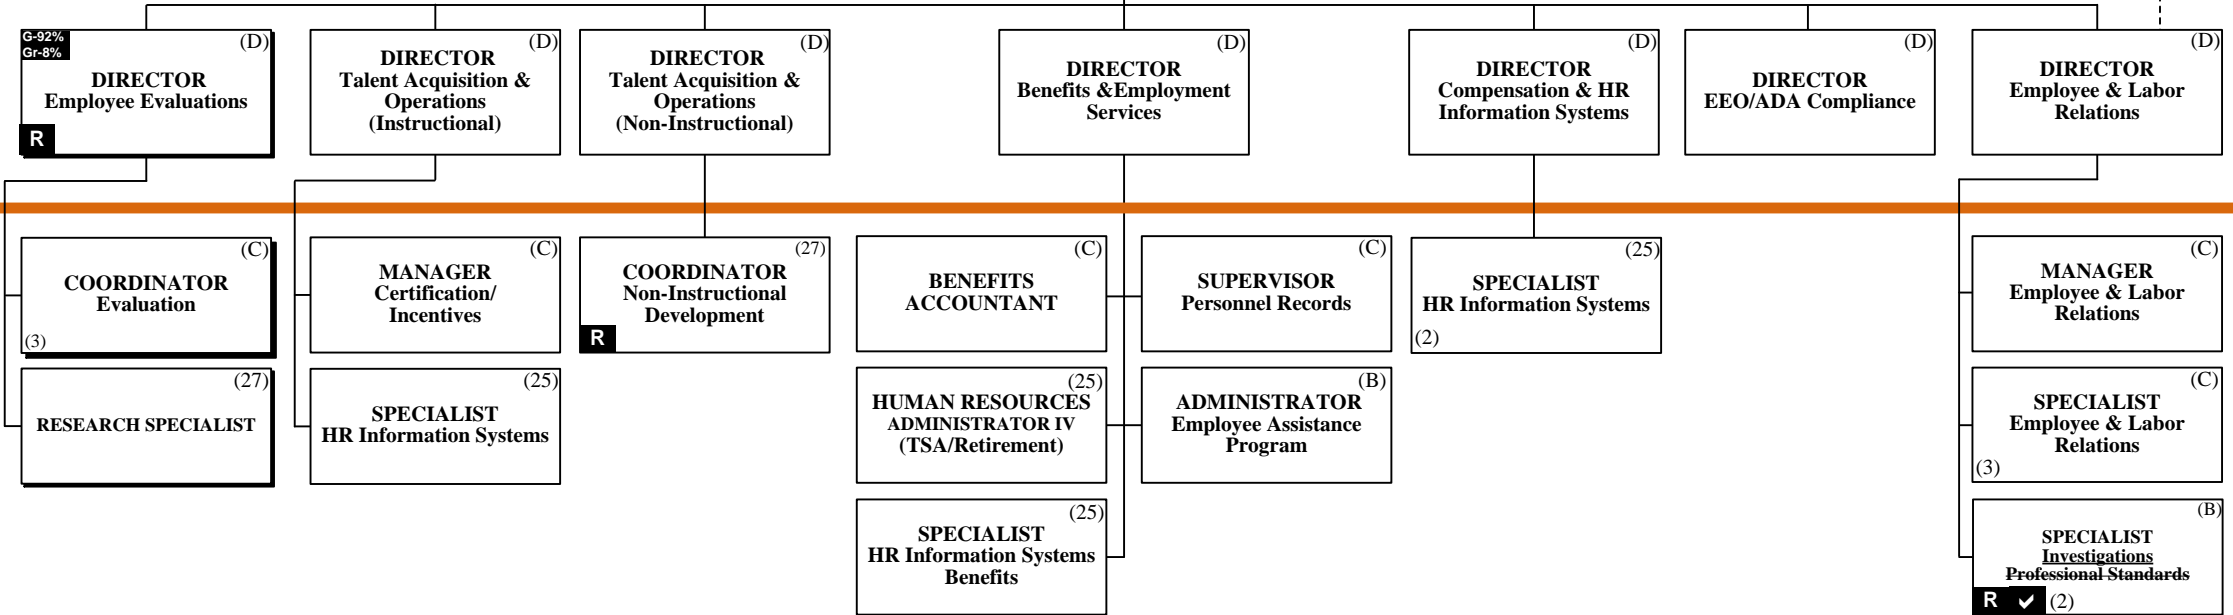 G-92%
Gr-8%
(D)
DIRECTOR
Employee Evaluations
R
(D)
DIRECTOR
Talent Acquisition &
Operations
(Instructional)
(D)
DIRECTOR
Talent Acquisition &
Operations
(Non-Instructional)
(D)
DIRECTOR
Benefits &Employment
Services
(D)
DIRECTOR
Compensation & HR
Information Systems
(D)
DIRECTOR
EEO/ADA Compliance
(D)
DIRECTOR
Employee & Labor
Relations
(C)
COORDINATOR
Evaluation
(3)
(C)
MANAGER
Certification/
Incentives
(27)
COORDINATOR
Non-Instructional
Development
R
(C)
BENEFITS
ACCOUNTANT
(C)
SUPERVISOR
Personnel Records
(25)
SPECIALIST
HR Information Systems
(2)
(C)
MANAGER
Employee & Labor
Relations
(27)
RESEARCH SPECIALIST
(25)
SPECIALIST
HR Information Systems
(25)
HUMAN RESOURCES
ADMINISTRATOR IV
(TSA/Retirement)
(B)
ADMINISTRATOR
Employee Assistance
Program
(C)
SPECIALIST
Employee & Labor
Relations
(3)
(25)
SPECIALIST
HR Information Systems
Benefits
(B)
SPECIALIST
Investigations
Professional Standards
R ✓ (2)